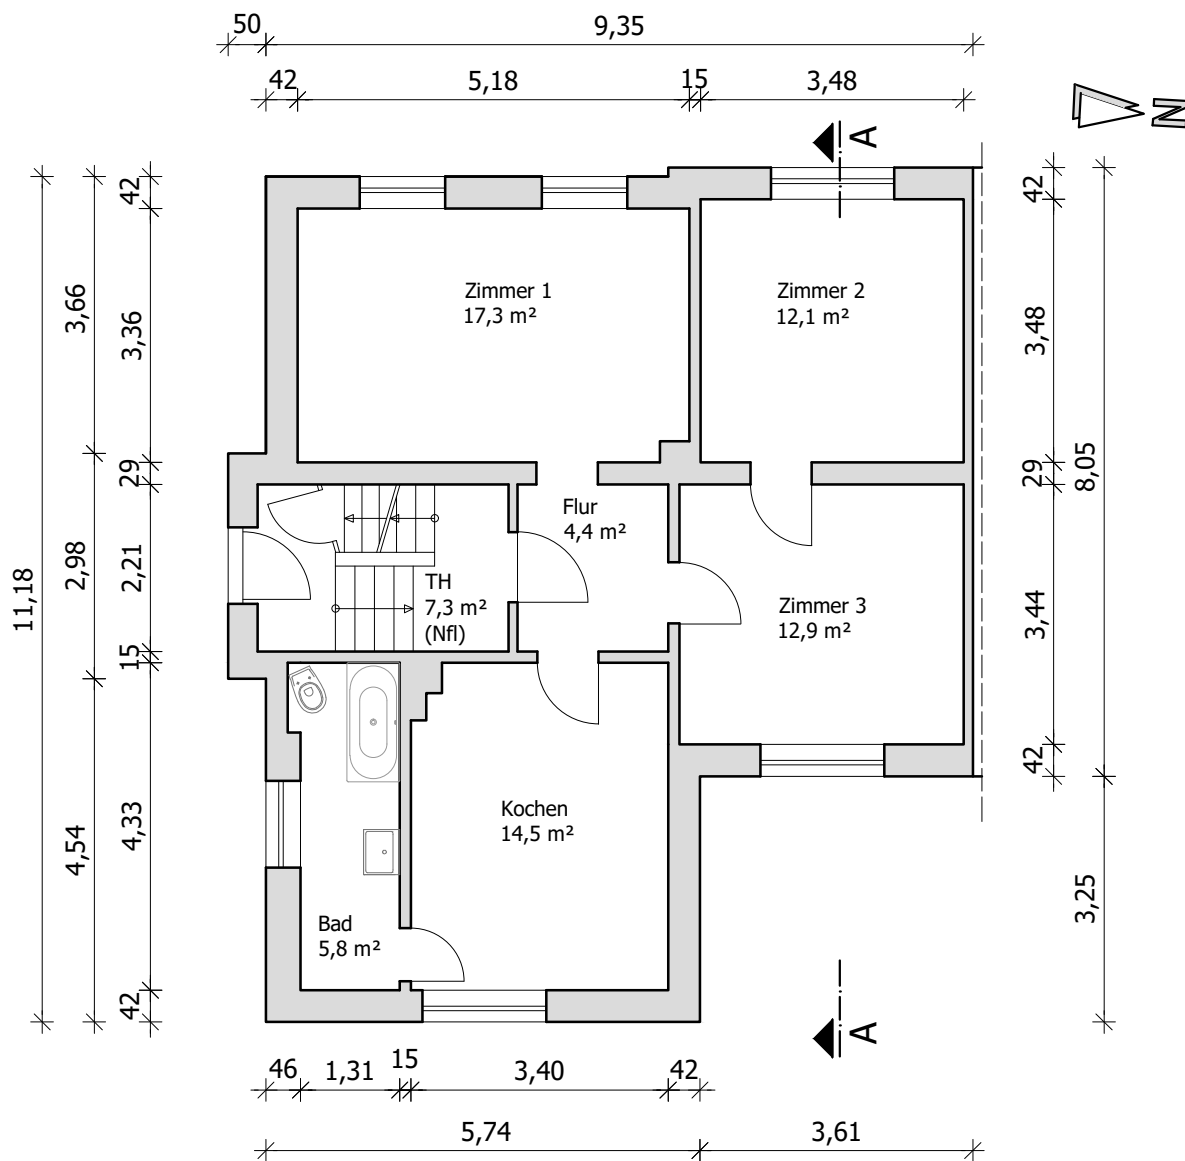 50
9,35
42
5,18
15
3,48
N
A
42
3,66
3,36
29
2,98
2,21
11,18
15
4,54
4,33
42
Zimmer 1
17,3 m²
Zimmer 2
12,1 m²
Flur
4,4 m²
TH
7,3 m²
(Nfl)
Zimmer 3
12,9 m²
Kochen
14,5 m²
Bad
5,8 m²
42
3,48
29
8,05
3,44
42
3,25
A
46
1,31
15
3,40
42
5,74
3,61